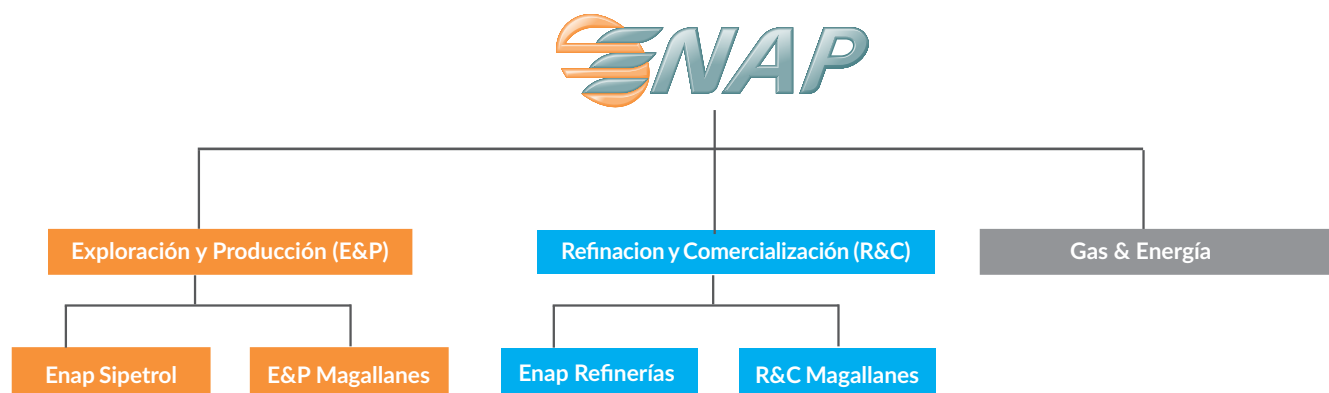 ENAP
Exploración y Producción (E&P)
Refinacion y Comercialización (R&C)
Gas & Energía
Enap Sipetrol
E&P Magallanes
Enap Refinerías
R&C Magallanes